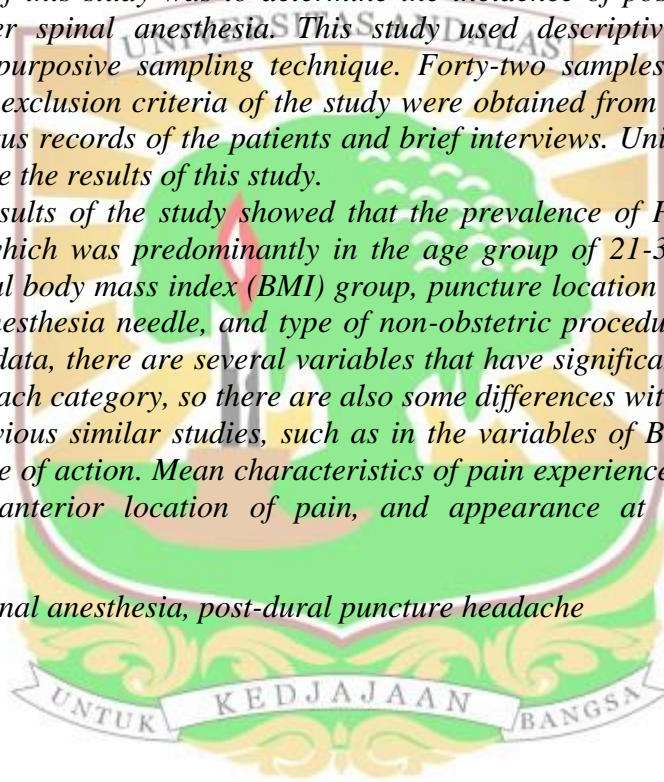 of this study was to determine the incidence of pos
er spinal anesthesia. This study used descriptiv
UNIVERSITAS ANDALAS
purposive sampling technique. Forty-two samples
exclusion criteria of the study were obtained from
tus records of the patients and brief interviews. Uni
e the results of this study.
sults of the study showed that the prevalence of
which was predominantly in the age group of 21-3
l body mass index (BMI) group, puncture location
nesthesia needle, and type of non-obstetric procedu
data, there are several variables that have significa
ach category, so there are also some differences wit
vious similar studies, such as in the variables of B
e of action. Mean characteristics of pain experience
anterior location of pain, and appearance at
nal anesthesia, post-dural puncture headache
UNTUK KEDJAJAAN BANGSA